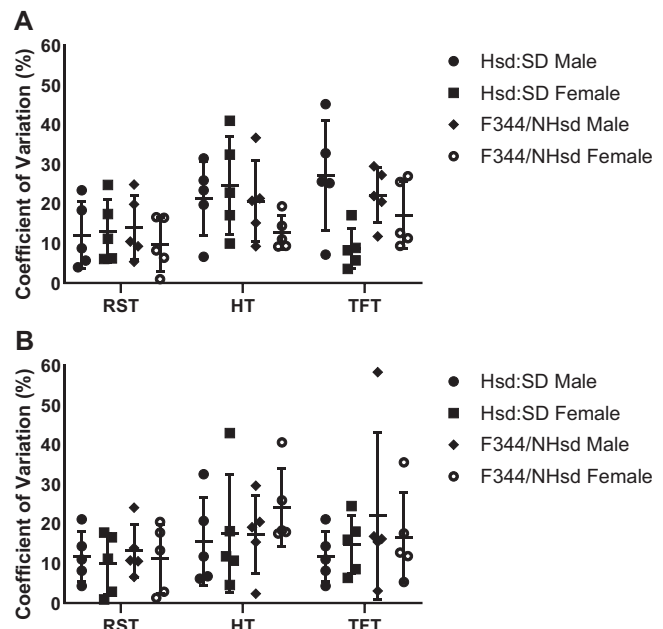 A
Coefficient of Variation (%)
60
50
40
30
20
10
0
RST HT TFT
Hsd:SD Male
Hsd:SD Female
F344/NHsd Male
F344/NHsd Female
B
Coefficient of Variation (%)
60
50
40
30
20
10
0
RST HT TFT
Hsd:SD Male
Hsd:SD Female
F344/NHsd Male
F344/NHsd Female